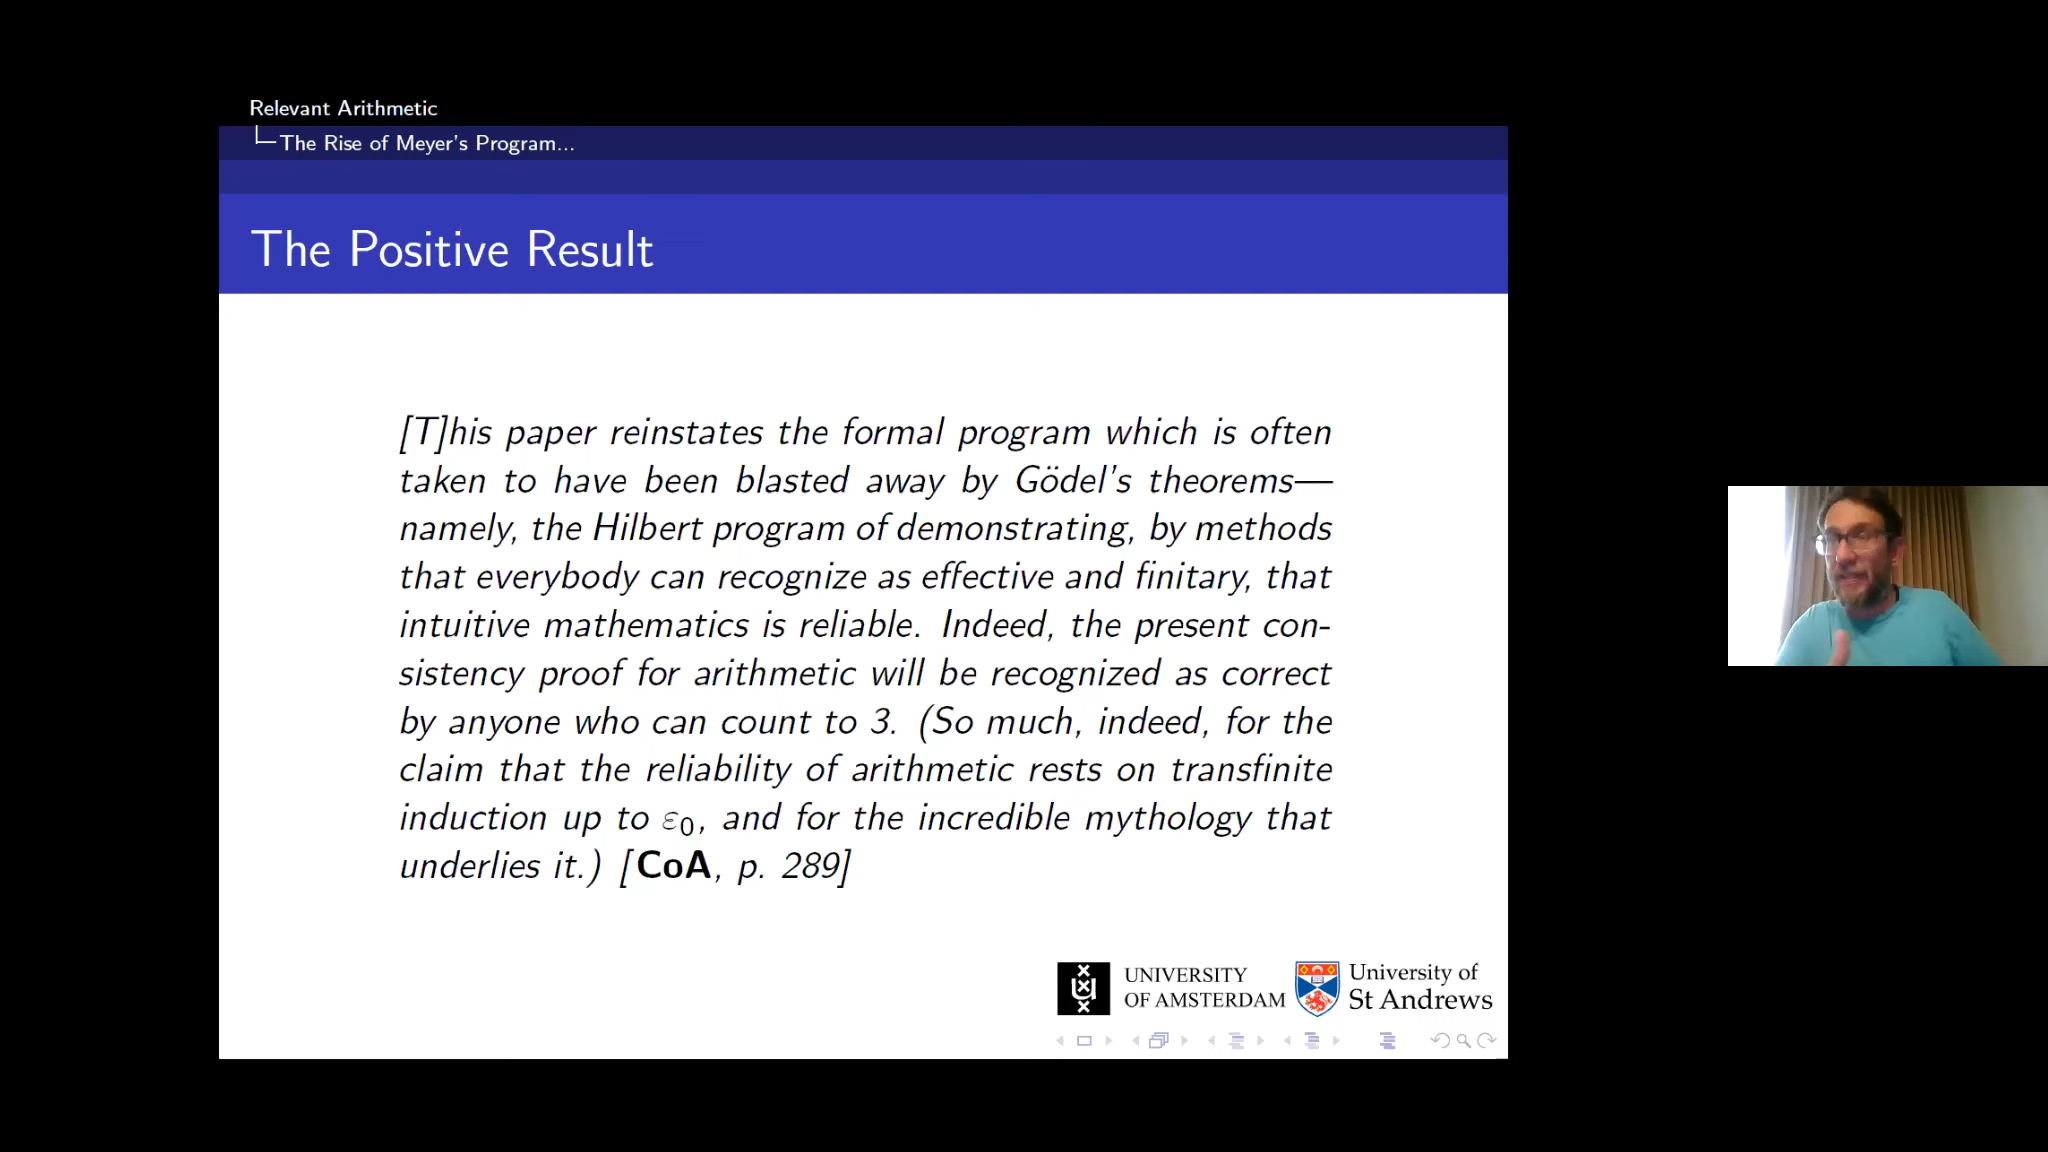 Relevant Arithmetic
The Rise of Meyer's Program...
The Positive Result
[T]his paper reinstates the formal program which is often
taken to have been blasted away by Gödel's theorems—
namely, the Hilbert program of demonstrating, by methods
that everybody can recognize as effective and finitary, that
intuitive mathematics is reliable. Indeed, the present con-
sistency proof for arithmetic will be recognized as correct
by anyone who can count to 3. (So much, indeed, for the
claim that the reliability of arithmetic rests on transfinite
induction up to ε₀, and for the incredible mythology that
underlies it.) [CoA, p. 289]
UNIVERSITY
OF AMSTERDAM
University of
St Andrews